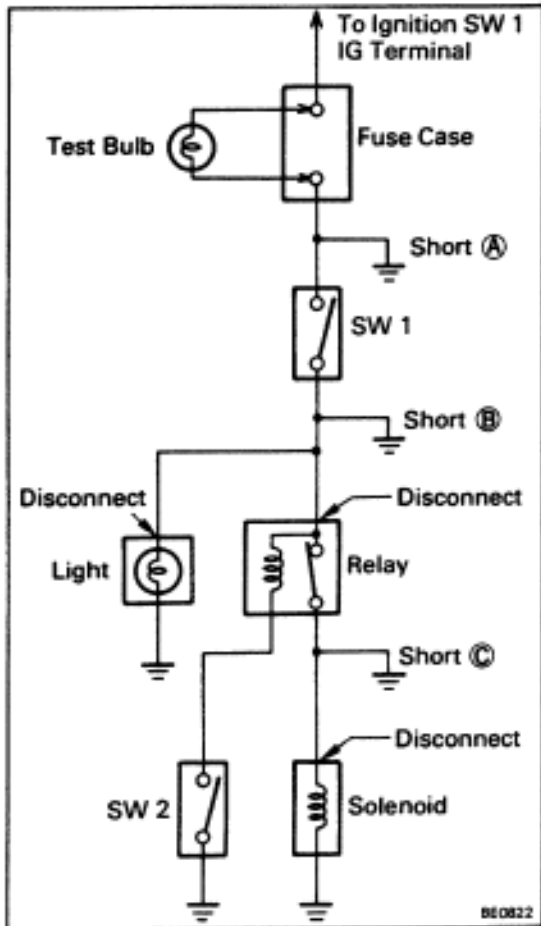 To Ignition SW 1
IG Terminal
Test Bulb
Fuse Case
Short Ⓐ
SW 1
Short Ⓑ
Disconnect
Disconnect
Light
Relay
Short Ⓒ
Disconnect
SW 2
Solenoid
BE0822